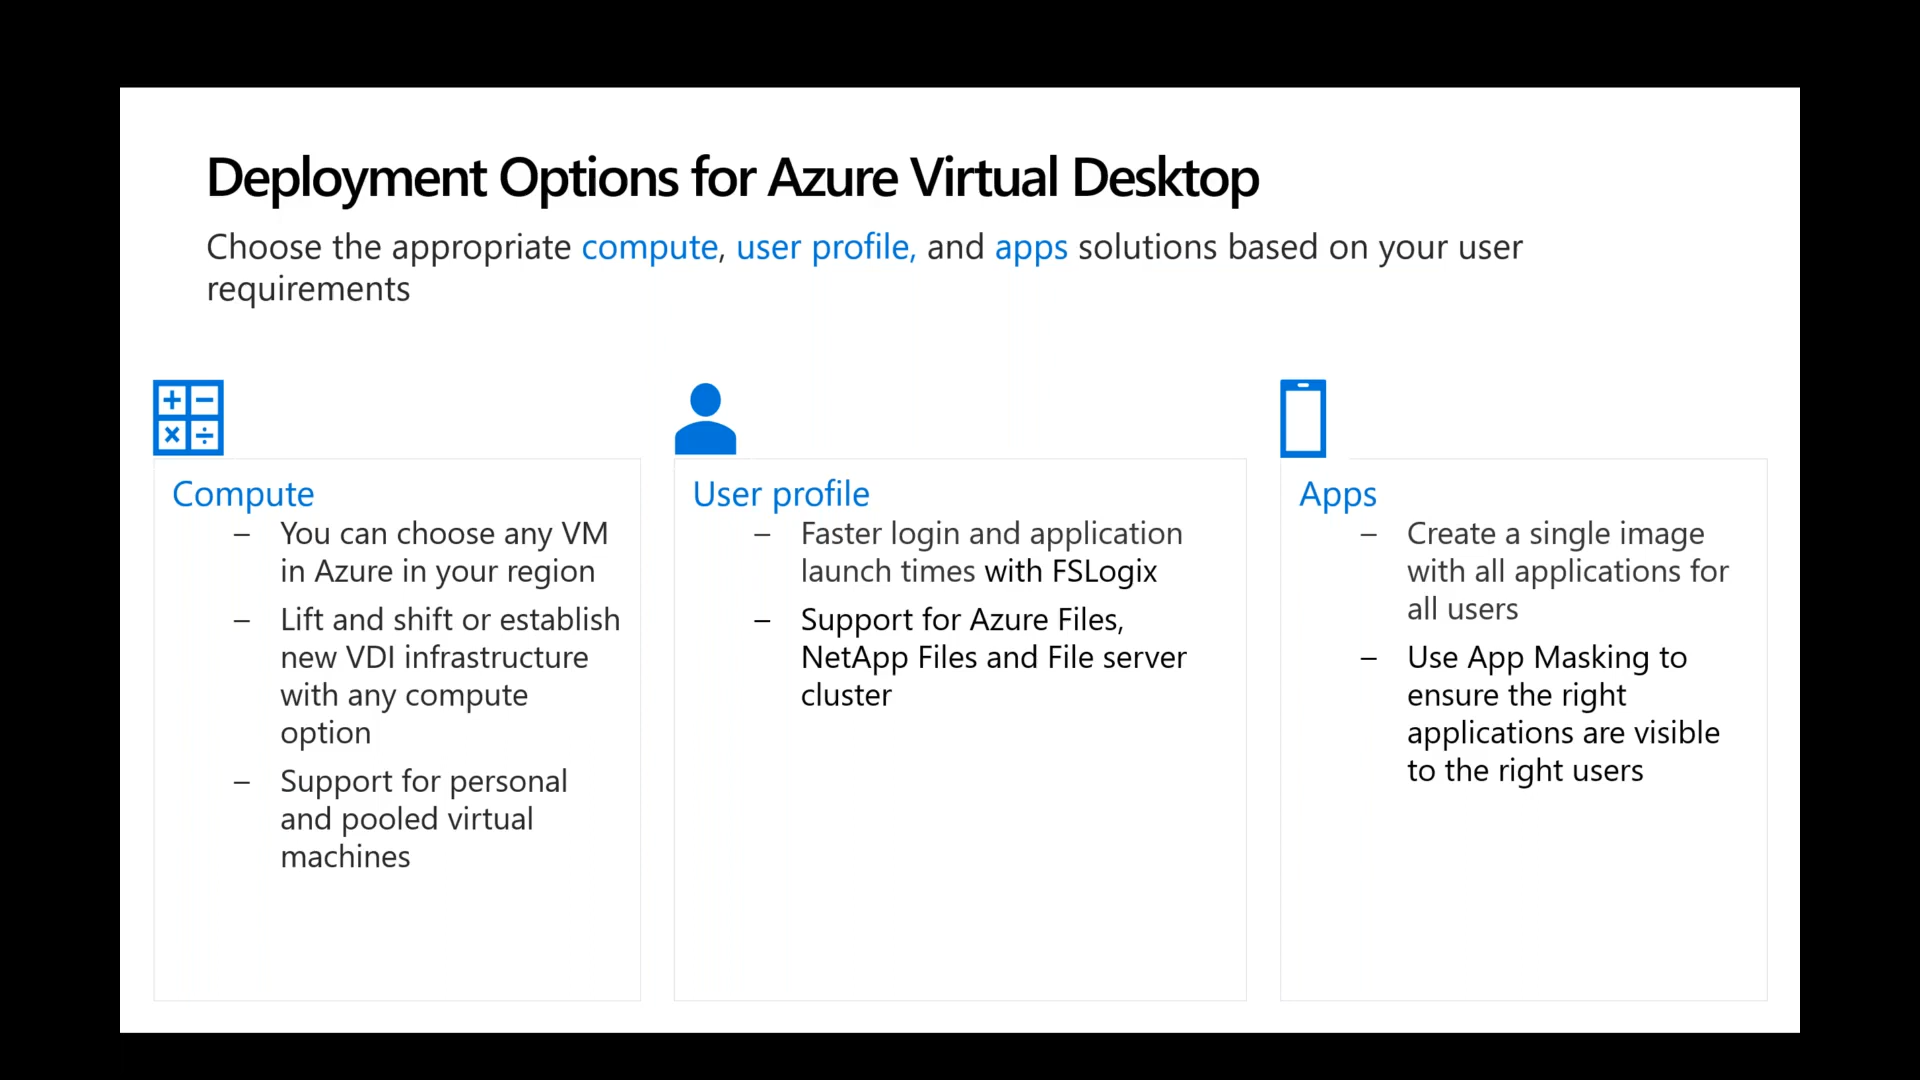 Deployment Options for Azure Virtual Desktop
Choose the appropriate compute, user profile, and apps solutions based on your user
requirements
Compute
– You can choose any VM
in Azure in your region
– Lift and shift or establish
new VDI infrastructure
with any compute
option
– Support for personal
and pooled virtual
machines
User profile
– Faster login and application
launch times with FSLogix
– Support for Azure Files,
NetApp Files and File server
cluster
Apps
– Create a single image
with all applications for
all users
– Use App Masking to
ensure the right
applications are visible
to the right users